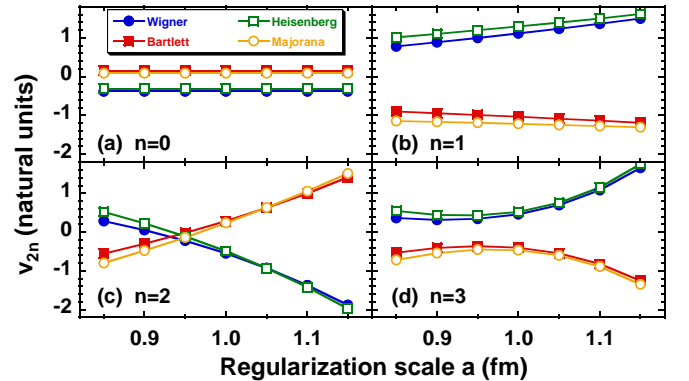 Wigner Heisenberg
Bartlett Majorana
1
0
-1
-2
(a) n=0
(b) n=1
v2n (natural units)
1
0
-1
-2
(c) n=2
(d) n=3
0.9 1.0 1.1 0.9 1.0 1.1
Regularization scale a (fm)